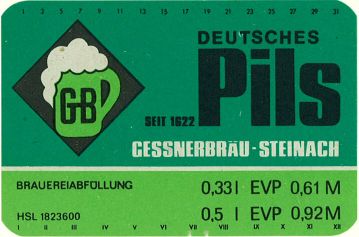 1 3 5 7 9 11 13 15 17 19 21 23 25 27 29 31
DEUTSCHES
GB
SEIT 1622 Pils
GESSNERBRÄU-STEINACH
BRAUEREIABFÜLLUNG
0,33 l EVP 0,61 M
HSL 1823600
0,5 l EVP 0,92 M
I II III IV V VI VII VIII IX X XI XII